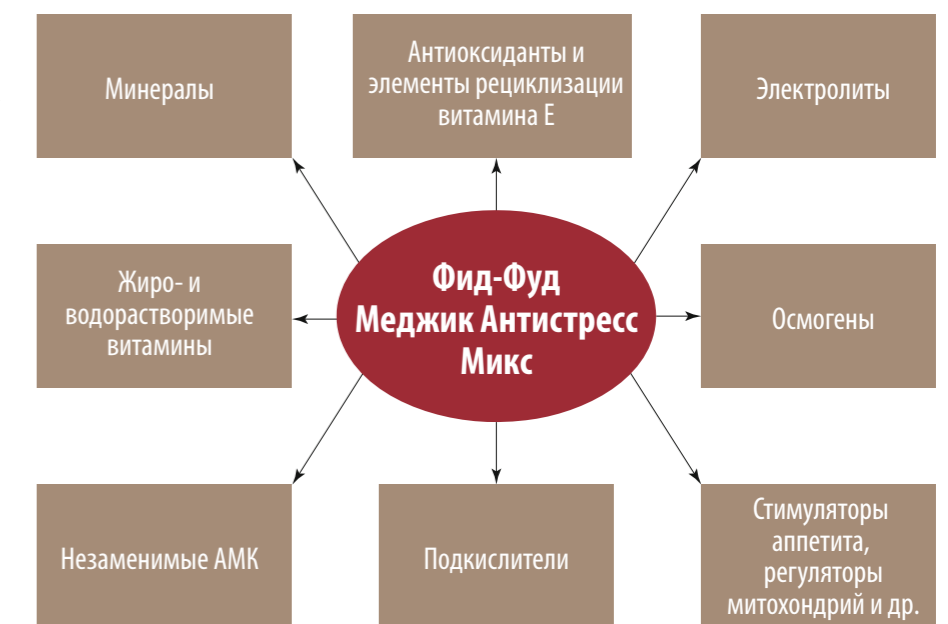 Минералы
Антиоксиданты и
элементы рециклизации
витамина Е
Электролиты
Жиро- и
водорастворимые
витамины
Фид-Фуд
Меджик Антистресс
Микс
Осмогены
Незаменимые АМК
Подкислители
Стимуляторы
аппетита,
регуляторы
митохондрий и др.